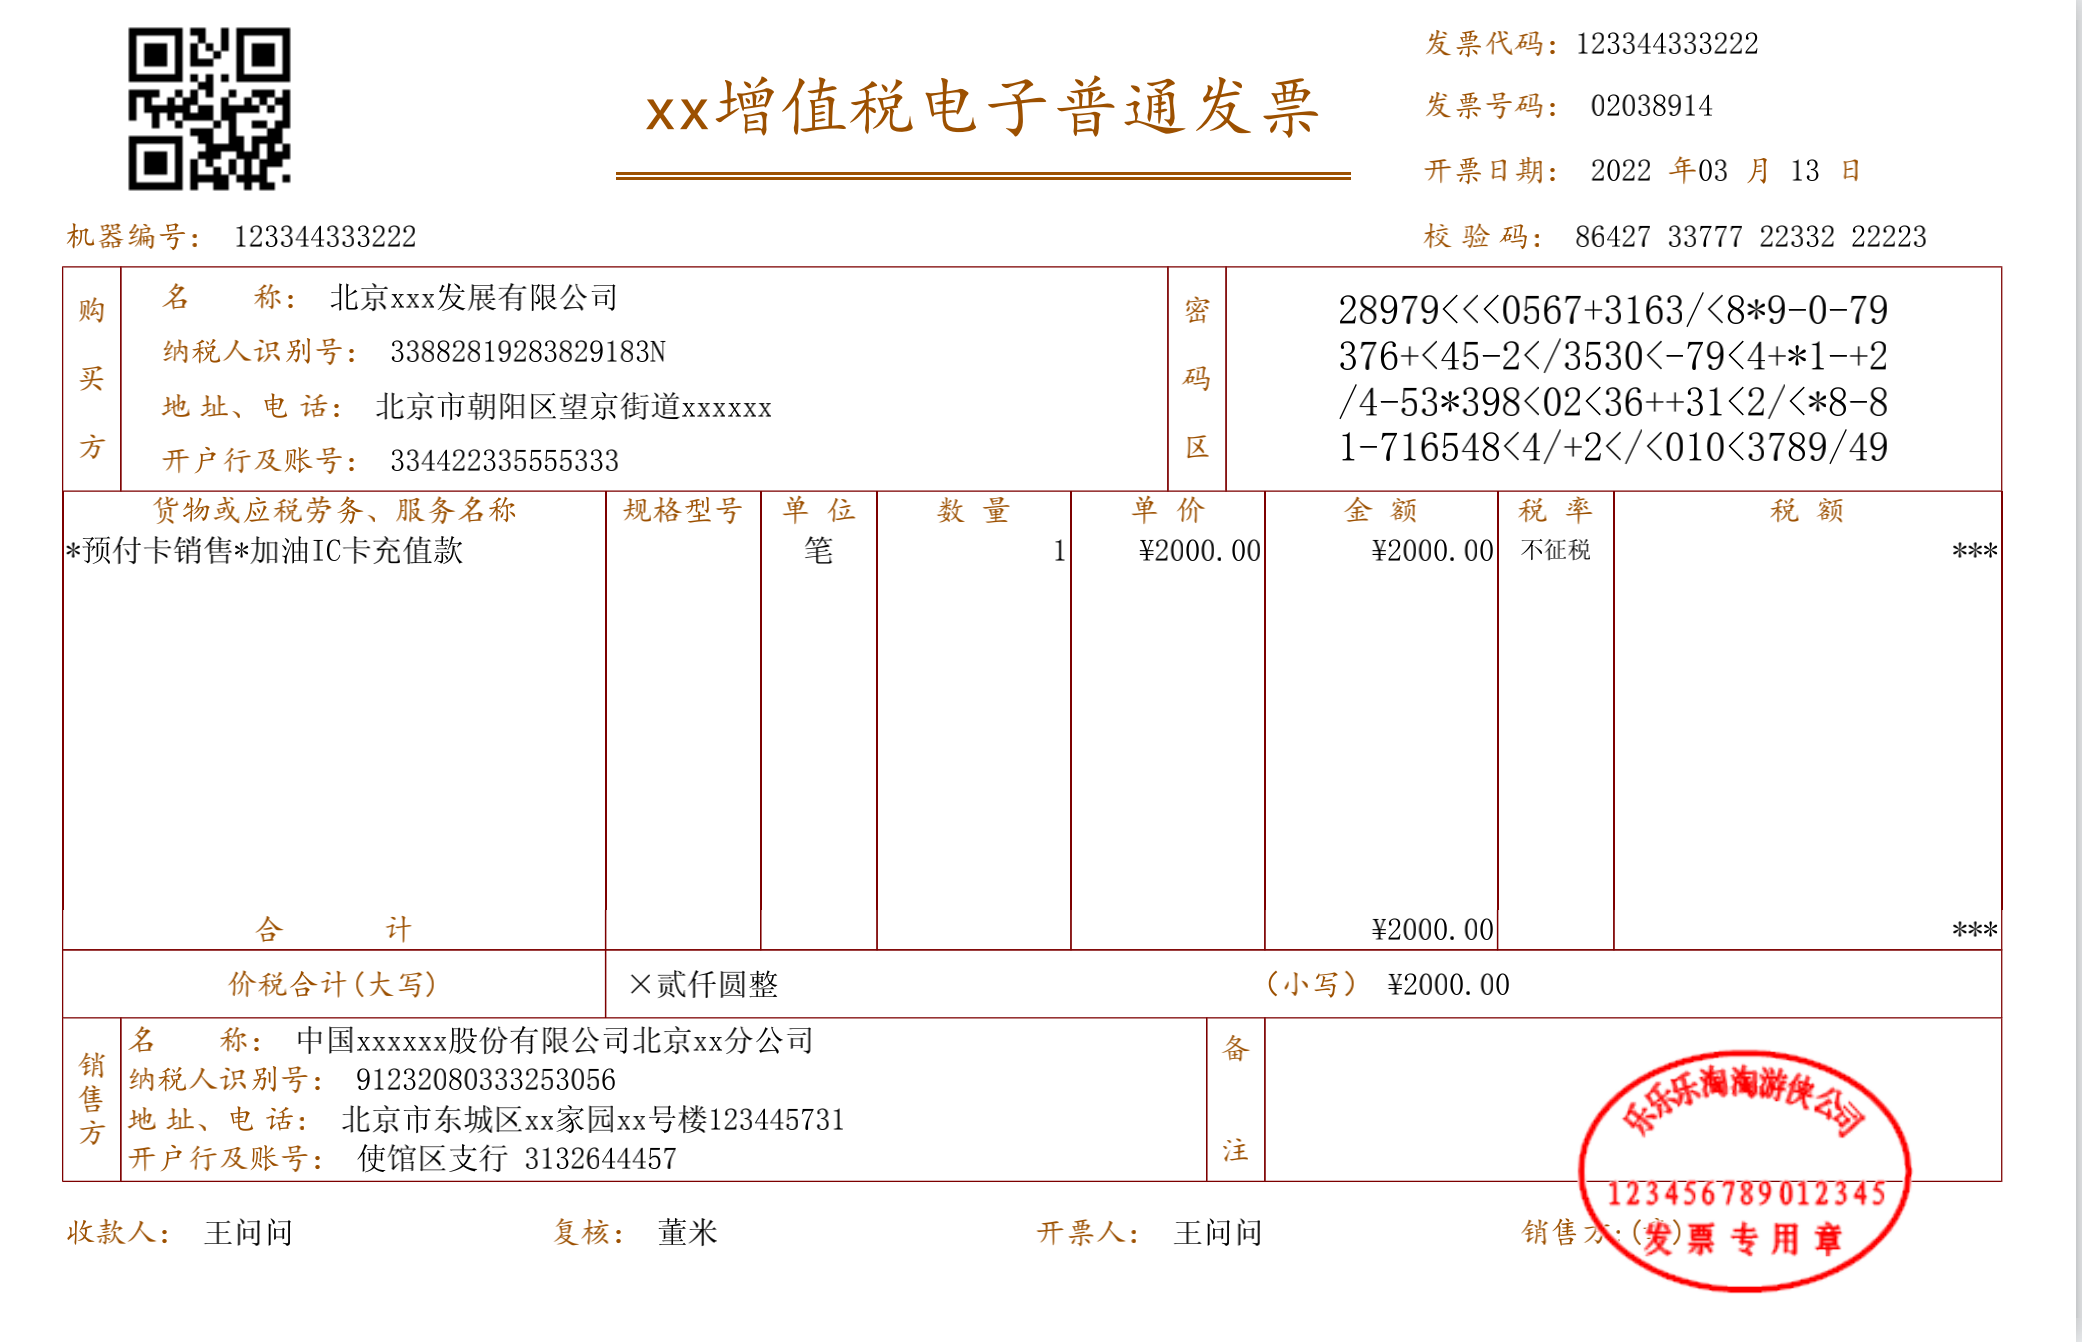 xx增值税电子普通发票
发票代码：123344333222
发票号码： 02038914
开票日期： 2022 年03 月 13 日
机器编号： 123344333222
校 验 码： 86427 33777 22332 22223
购买方
名 称： 北京xxx发展有限公司
纳税人识别号： 33882819283829183N
地 址、电 话： 北京市朝阳区望京街道xxxxxx
开户行及账号： 334422335555333
密码区
28979<<<0567+3163/<8*9-0-79
376+<45-2</3530<-79<4+*1-+2
/4-53*398<02<36++31<2/<*8-8
1-716548<4/+2</<010<3789/49
货物或应税劳务、服务名称 规格型号 单 位 数 量 单 价 金 额 税 率 税 额
*预付卡销售*加油IC卡充值款 笔 1 ¥2000.00 ¥2000.00 不征税 ***
合 计 ¥2000.00 ***
价税合计(大写) ×贰仟圆整 （小写） ¥2000.00
销售方
名 称： 中国xxxxxx股份有限公司北京xx分公司
纳税人识别号： 91232080333253056
地 址、电 话： 北京市东城区xx家园xx号楼123445731
开户行及账号： 使馆区支行 3132644457
备注
收款人： 王问问 复核： 董米 开票人： 王问问 销售方:(章)
乐乐乐淘淘游侠公司
123456789012345
发票专用章